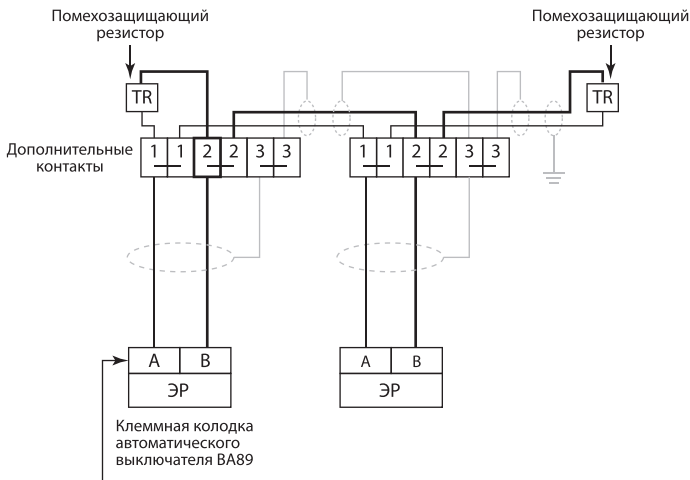 Помехозащищающий
резистор
Помехозащищающий
резистор
TR
TR
Дополнительные
контакты
1 1 2 2 3 3
1 1 2 2 3 3
A B
ЭР
A B
ЭР
Клеммная колодка
автоматического
выключателя ВА89